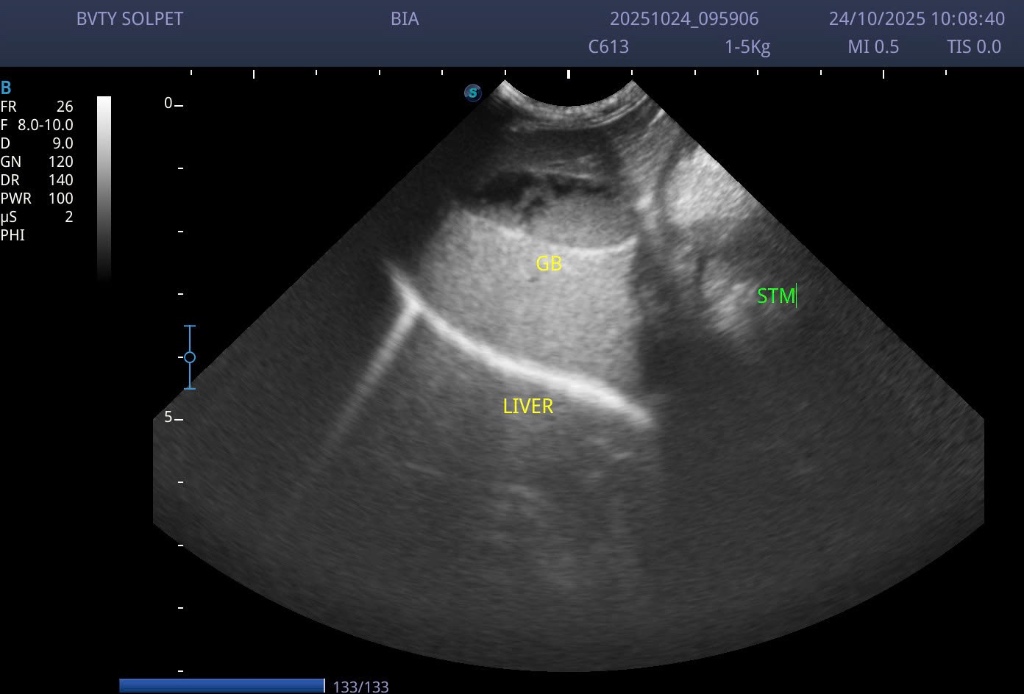 BVTY SOLPET BIA 20251024_095906 24/10/2025 10:08:40
C613 1-5Kg MI 0.5 TIS 0.0
B
FR 26
F 8.0-10.0
D 9.0
GN 120
DR 140
PWR 100
µS 2
PHI
S
0
GB
STM
LIVER
5
133/133